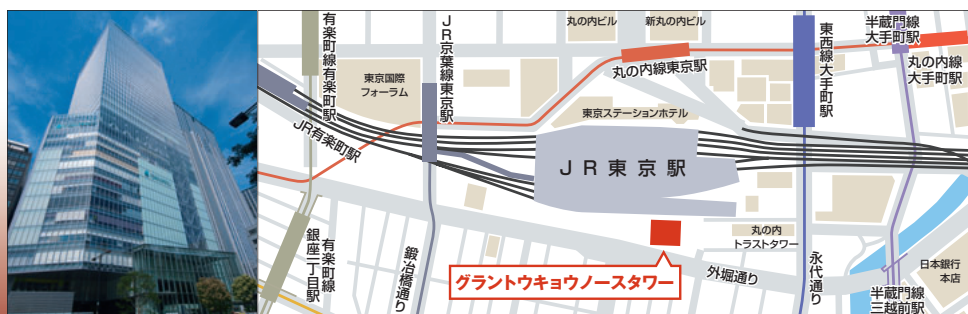 有楽町線有楽町駅
JR京葉線東京駅
丸の内ビル
新丸の内ビル
東西線大手町駅
半蔵門線
大手町駅
丸の内線
大手町駅
東京国際
フォーラム
丸の内線東京駅
JR有楽町駅
東京ステーションホテル
JR東京駅
有楽町線
銀座一丁目駅
鍛冶橋通り
グラントウキョウノースタワー
外堀通り
丸の内
トラストタワー
永代通り
日本銀行
本店
半蔵門線
三越前駅